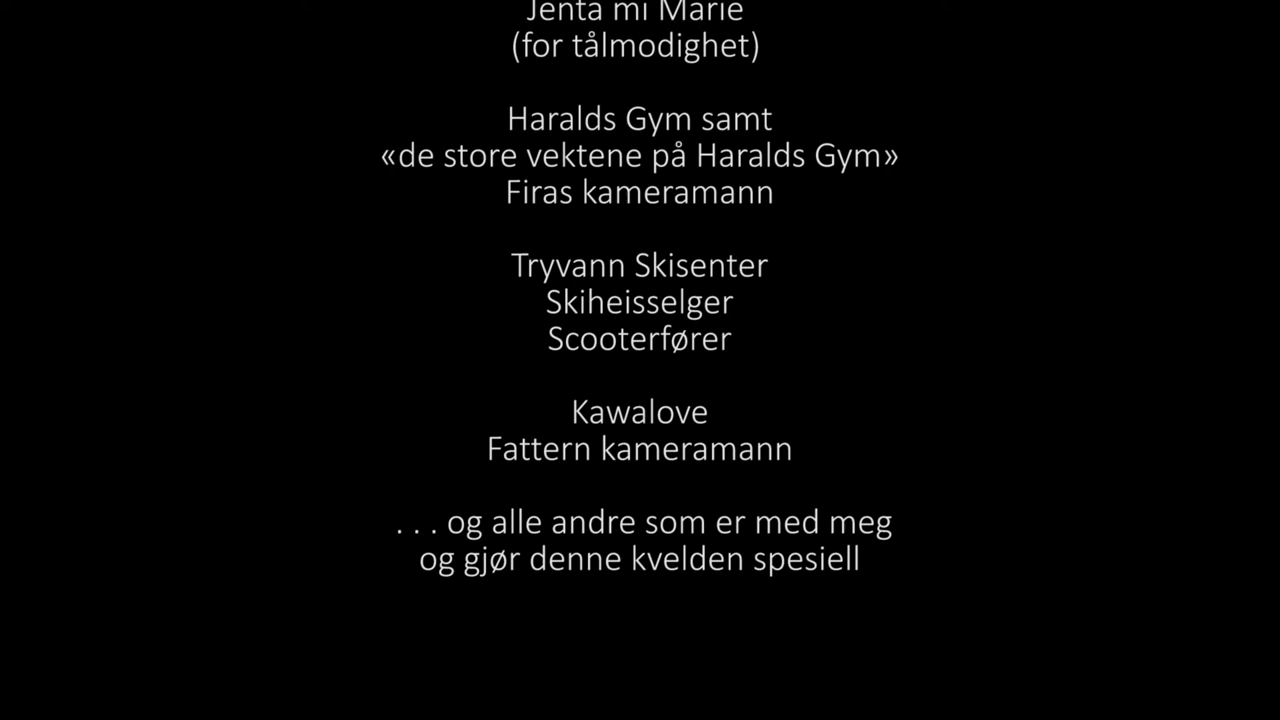 Jenta mi Marie
(for tålmodighet)
Haralds Gym samt
«de store vektene på Haralds Gym»
Firas kameramann
Tryvann Skisenter
Skiheisselger
Scooterfører
Kawalove
Fattern kameramann
. . . og alle andre som er med meg
og gjør denne kvelden spesiell